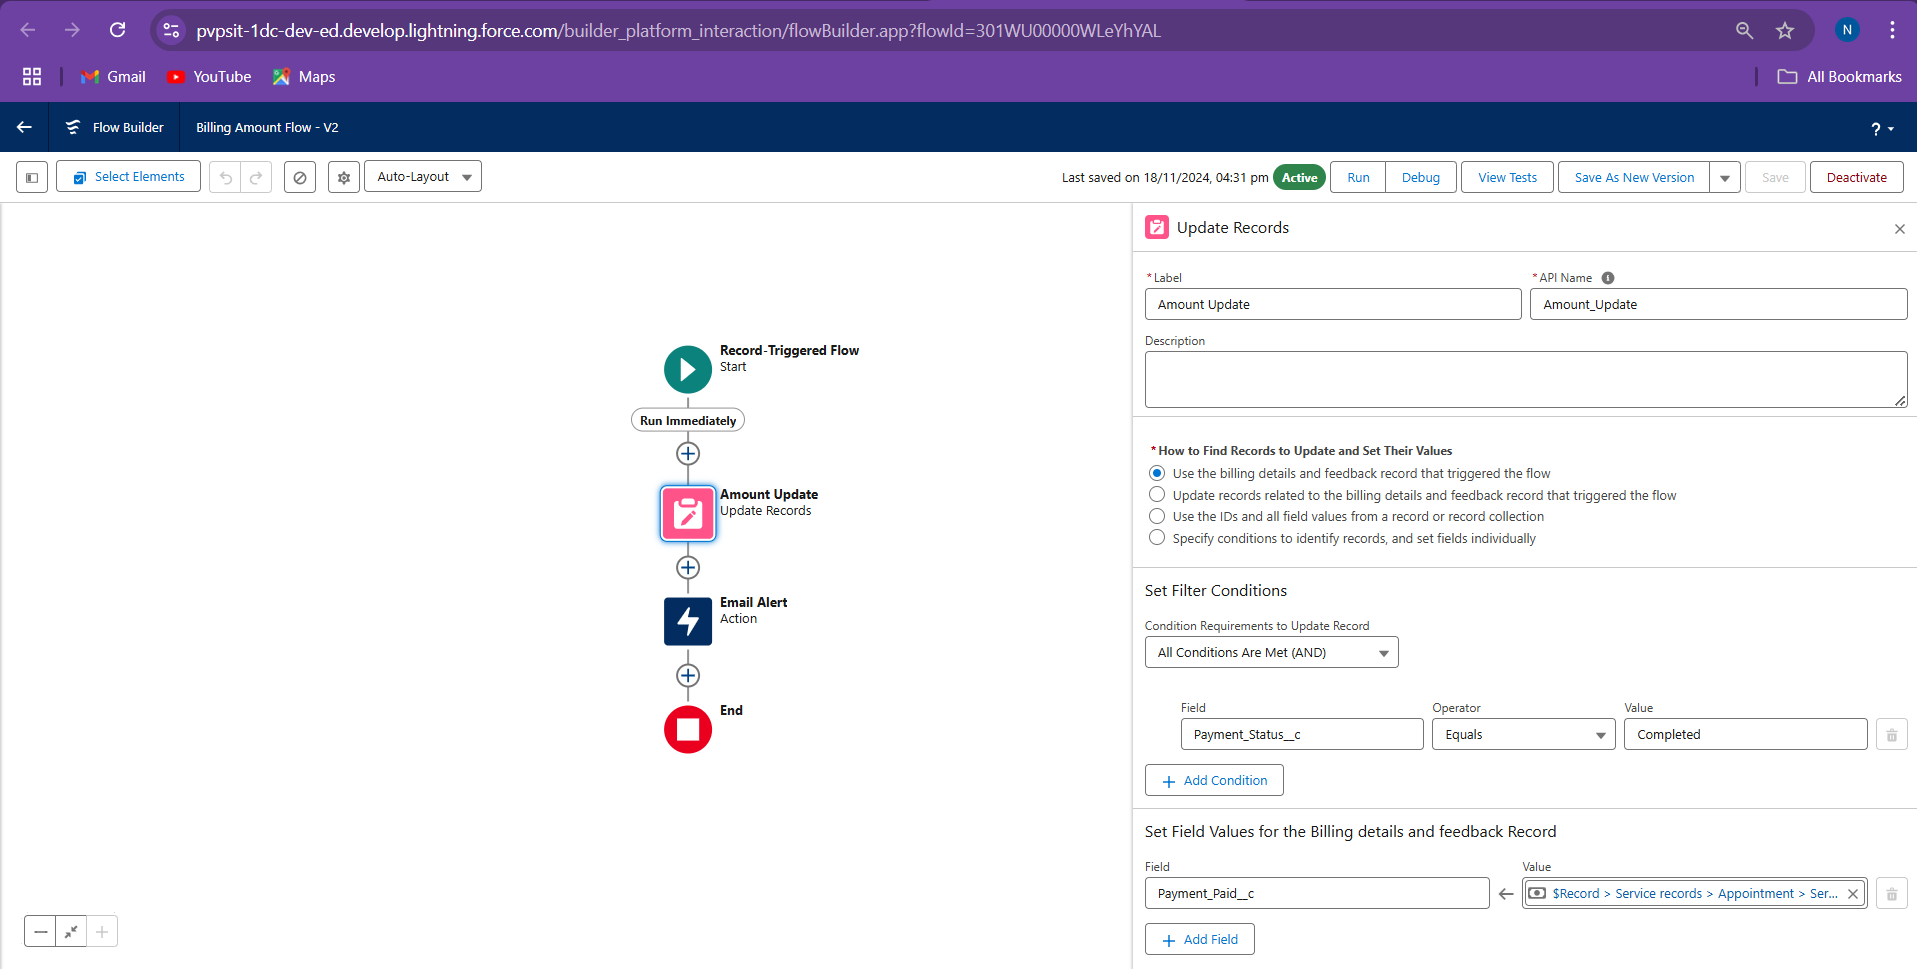 pvpsit-1dc-dev-ed.develop.lightning.force.com/builder_platform_interaction/flowBuilder.app?flowId=301WU00000WLeYhYAL
N
Gmail YouTube Maps All Bookmarks
Flow Builder Billing Amount Flow - V2 ?
Select Elements Auto-Layout Last saved on 18/11/2024, 04:31 pm Active Run Debug View Tests Save As New Version Save Deactivate
Update Records
*Label *API Name
Amount Update Amount_Update
Description
Record-Triggered Flow
Start
Run Immediately
Amount Update
Update Records
Email Alert
Action
End
*How to Find Records to Update and Set Their Values
Use the billing details and feedback record that triggered the flow
Update records related to the billing details and feedback record that triggered the flow
Use the IDs and all field values from a record or record collection
Specify conditions to identify records, and set fields individually
Set Filter Conditions
Condition Requirements to Update Record
All Conditions Are Met (AND)
Field Operator Value
Payment_Status__c Equals Completed
Add Condition
Set Field Values for the Billing details and feedback Record
Field Value
Payment_Paid__c $Record > Service records > Appointment > Ser...
Add Field